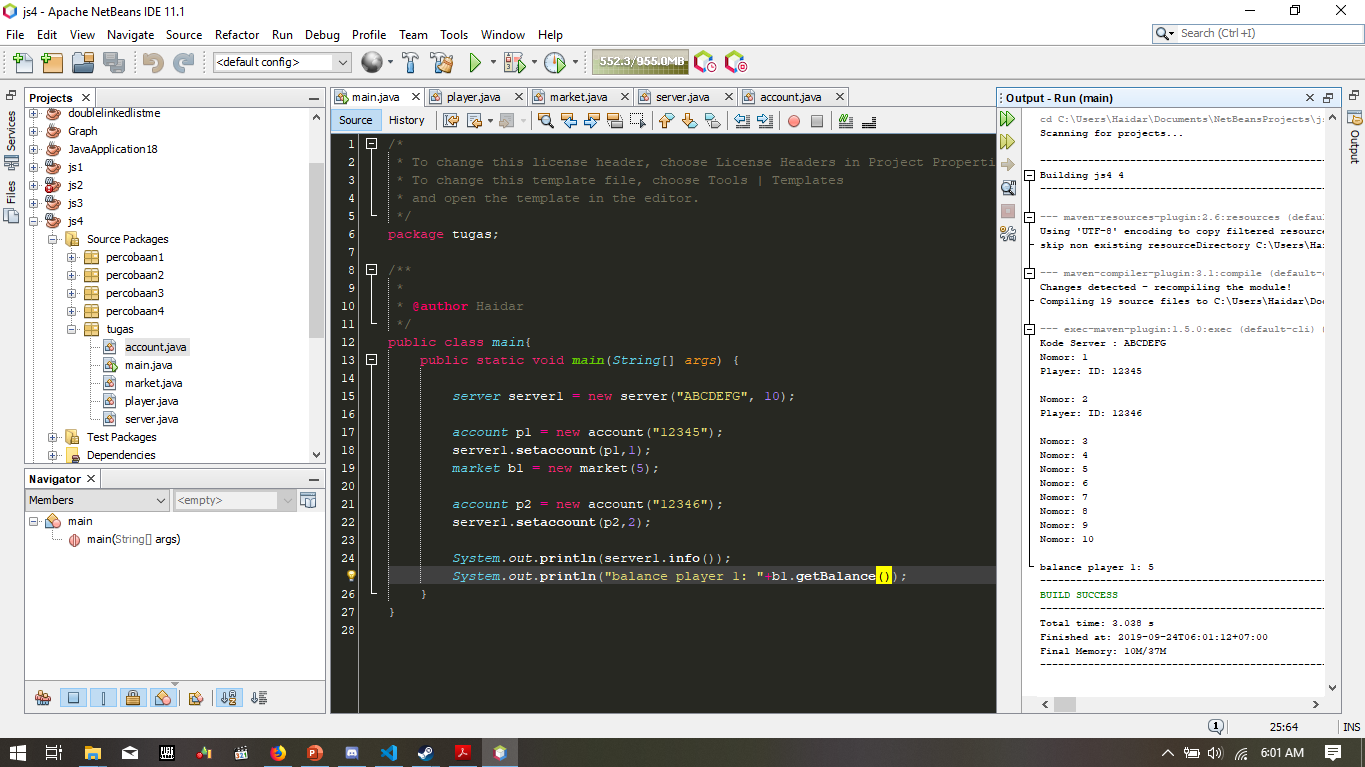 js4 - Apache NetBeans IDE 11.1
File Edit View Navigate Source Refactor Run Debug Profile Team Tools Window Help
Search (Ctrl+I)
<default config>
552.3/955.0MB
Services
Files
Projects
doublelinkedlistme
Graph
JavaApplication18
js1
js2
js3
js4
Source Packages
percobaan1
percobaan2
percobaan3
percobaan4
tugas
account.java
main.java
market.java
player.java
server.java
Test Packages
Dependencies
Navigator
Members
<empty>
main
main(String[] args)
main.java player.java market.java server.java account.java
Source History
1 /*
2 * To change this license header, choose License Headers in Project Properti
3 * To change this template file, choose Tools | Templates
4 * and open the template in the editor.
5 */
6 package tugas;
7
8 /**
9 *
10 * @author Haidar
11 */
12 public class main{
13 public static void main(String[] args) {
14
15 server server1 = new server("ABCDEFG", 10);
16
17 account p1 = new account("12345");
18 server1.setaccount(p1,1);
19 market b1 = new market(5);
20
21 account p2 = new account("12346");
22 server1.setaccount(p2,2);
23
24 System.out.println(server1.info());
System.out.println("balance player 1: "+b1.getBalance());
26 }
27 }
28
Output - Run (main)
cd C:\Users\Haidar\Documents\NetBeansProjects\js
Scanning for projects...
------------------------------------------------
Building js4 4
------------------------------------------------
--- maven-resources-plugin:2.6:resources (defau
Using 'UTF-8' encoding to copy filtered resourc
skip non existing resourceDirectory C:\Users\Hai
--- maven-compiler-plugin:3.1:compile (default-c
Changes detected - recompiling the module!
Compiling 19 source files to C:\Users\Haidar\Doc
--- exec-maven-plugin:1.5.0:exec (default-cli) @
Kode Server : ABCDEFG
Nomor: 1
Player: ID: 12345
Nomor: 2
Player: ID: 12346
Nomor: 3
Nomor: 4
Nomor: 5
Nomor: 6
Nomor: 7
Nomor: 8
Nomor: 9
Nomor: 10
balance player 1: 5
------------------------------------------------
BUILD SUCCESS
------------------------------------------------
Total time: 3.038 s
Finished at: 2019-09-24T06:01:12+07:00
Final Memory: 10M/37M
------------------------------------------------
Output
1
25:64
INS
6:01 AM